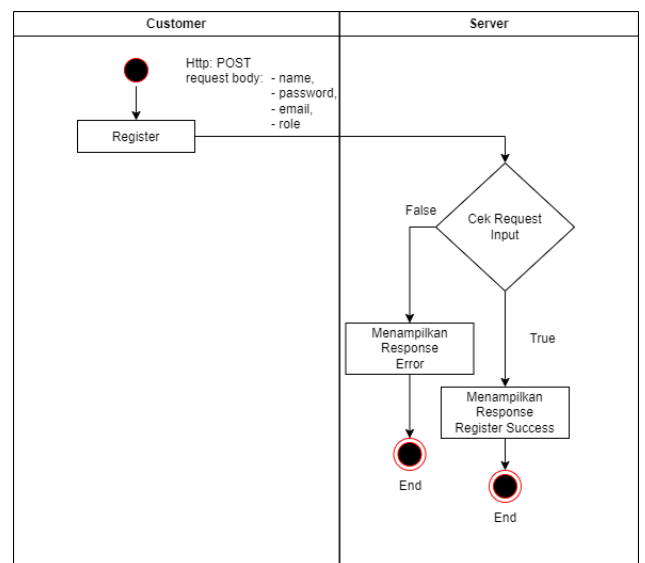 Customer
Server
Http: POST
request body: - name,
- password,
- email,
- role
Register
Cek Request
Input
False
True
Menampilkan
Response
Error
Menampilkan
Response
Register Success
End
End